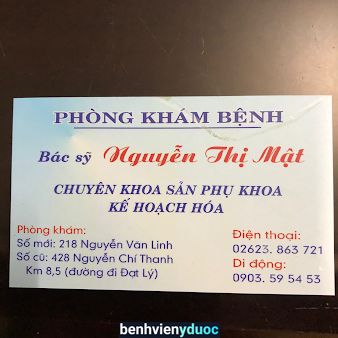 PHÒNG KHÁM BỆNH
Bác sỹ Nguyễn Thị Mật
CHUYÊN KHOA SẢN PHỤ KHOA
KẾ HOẠCH HÓA
Phòng khám:
Số mới: 218 Nguyễn Văn Linh
Số cũ: 428 Nguyễn Chí Thanh
Km 8,5 (đường đi Đạt Lý)
Điện thoại:
02623. 863 721
Di động:
0903. 59 54 53
benhvienyduoc